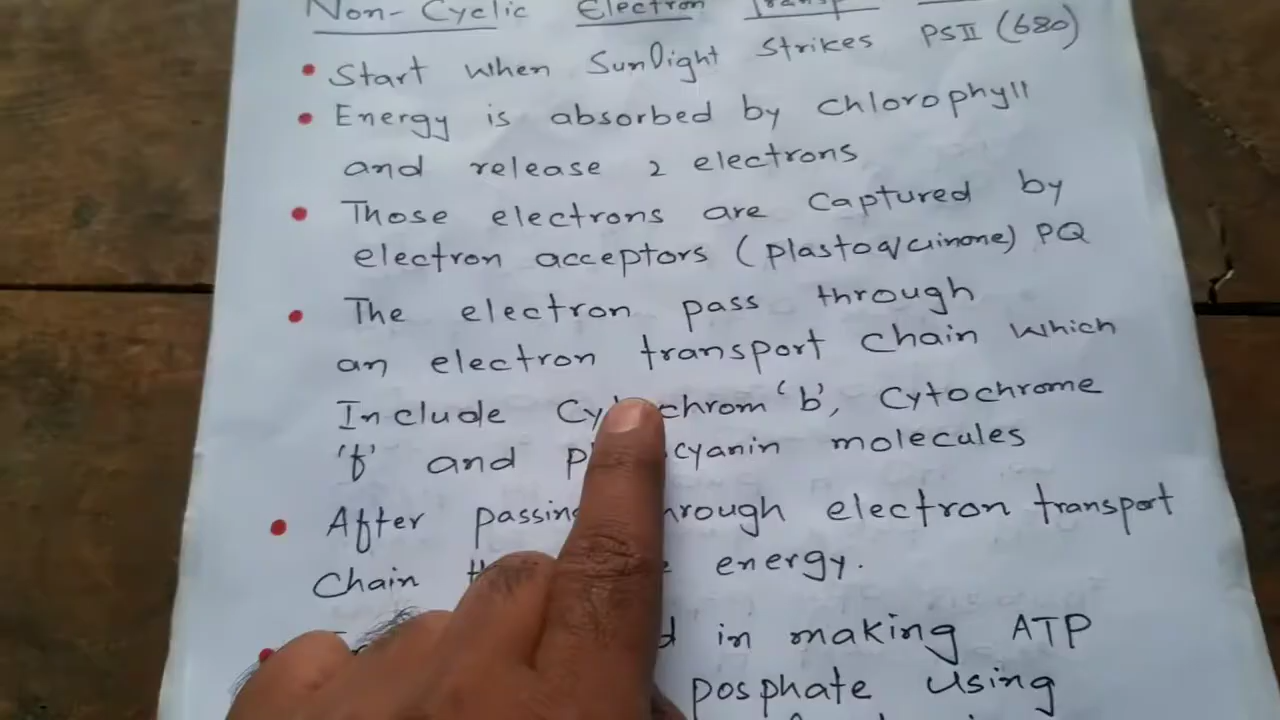 Non-Cyclic Electron
Start when Sunlight strikes PSII (680)
Energy is absorbed by chlorophyll
and release 2 electrons
Those electrons are captured by
electron acceptors (plastoquinone) PQ
The electron pass through
an electron transport chain which
Include Cytochrom 'b', Cytochrome
'f' and molecules
After electron transport
Chain energy.
in making ATP
posphate using